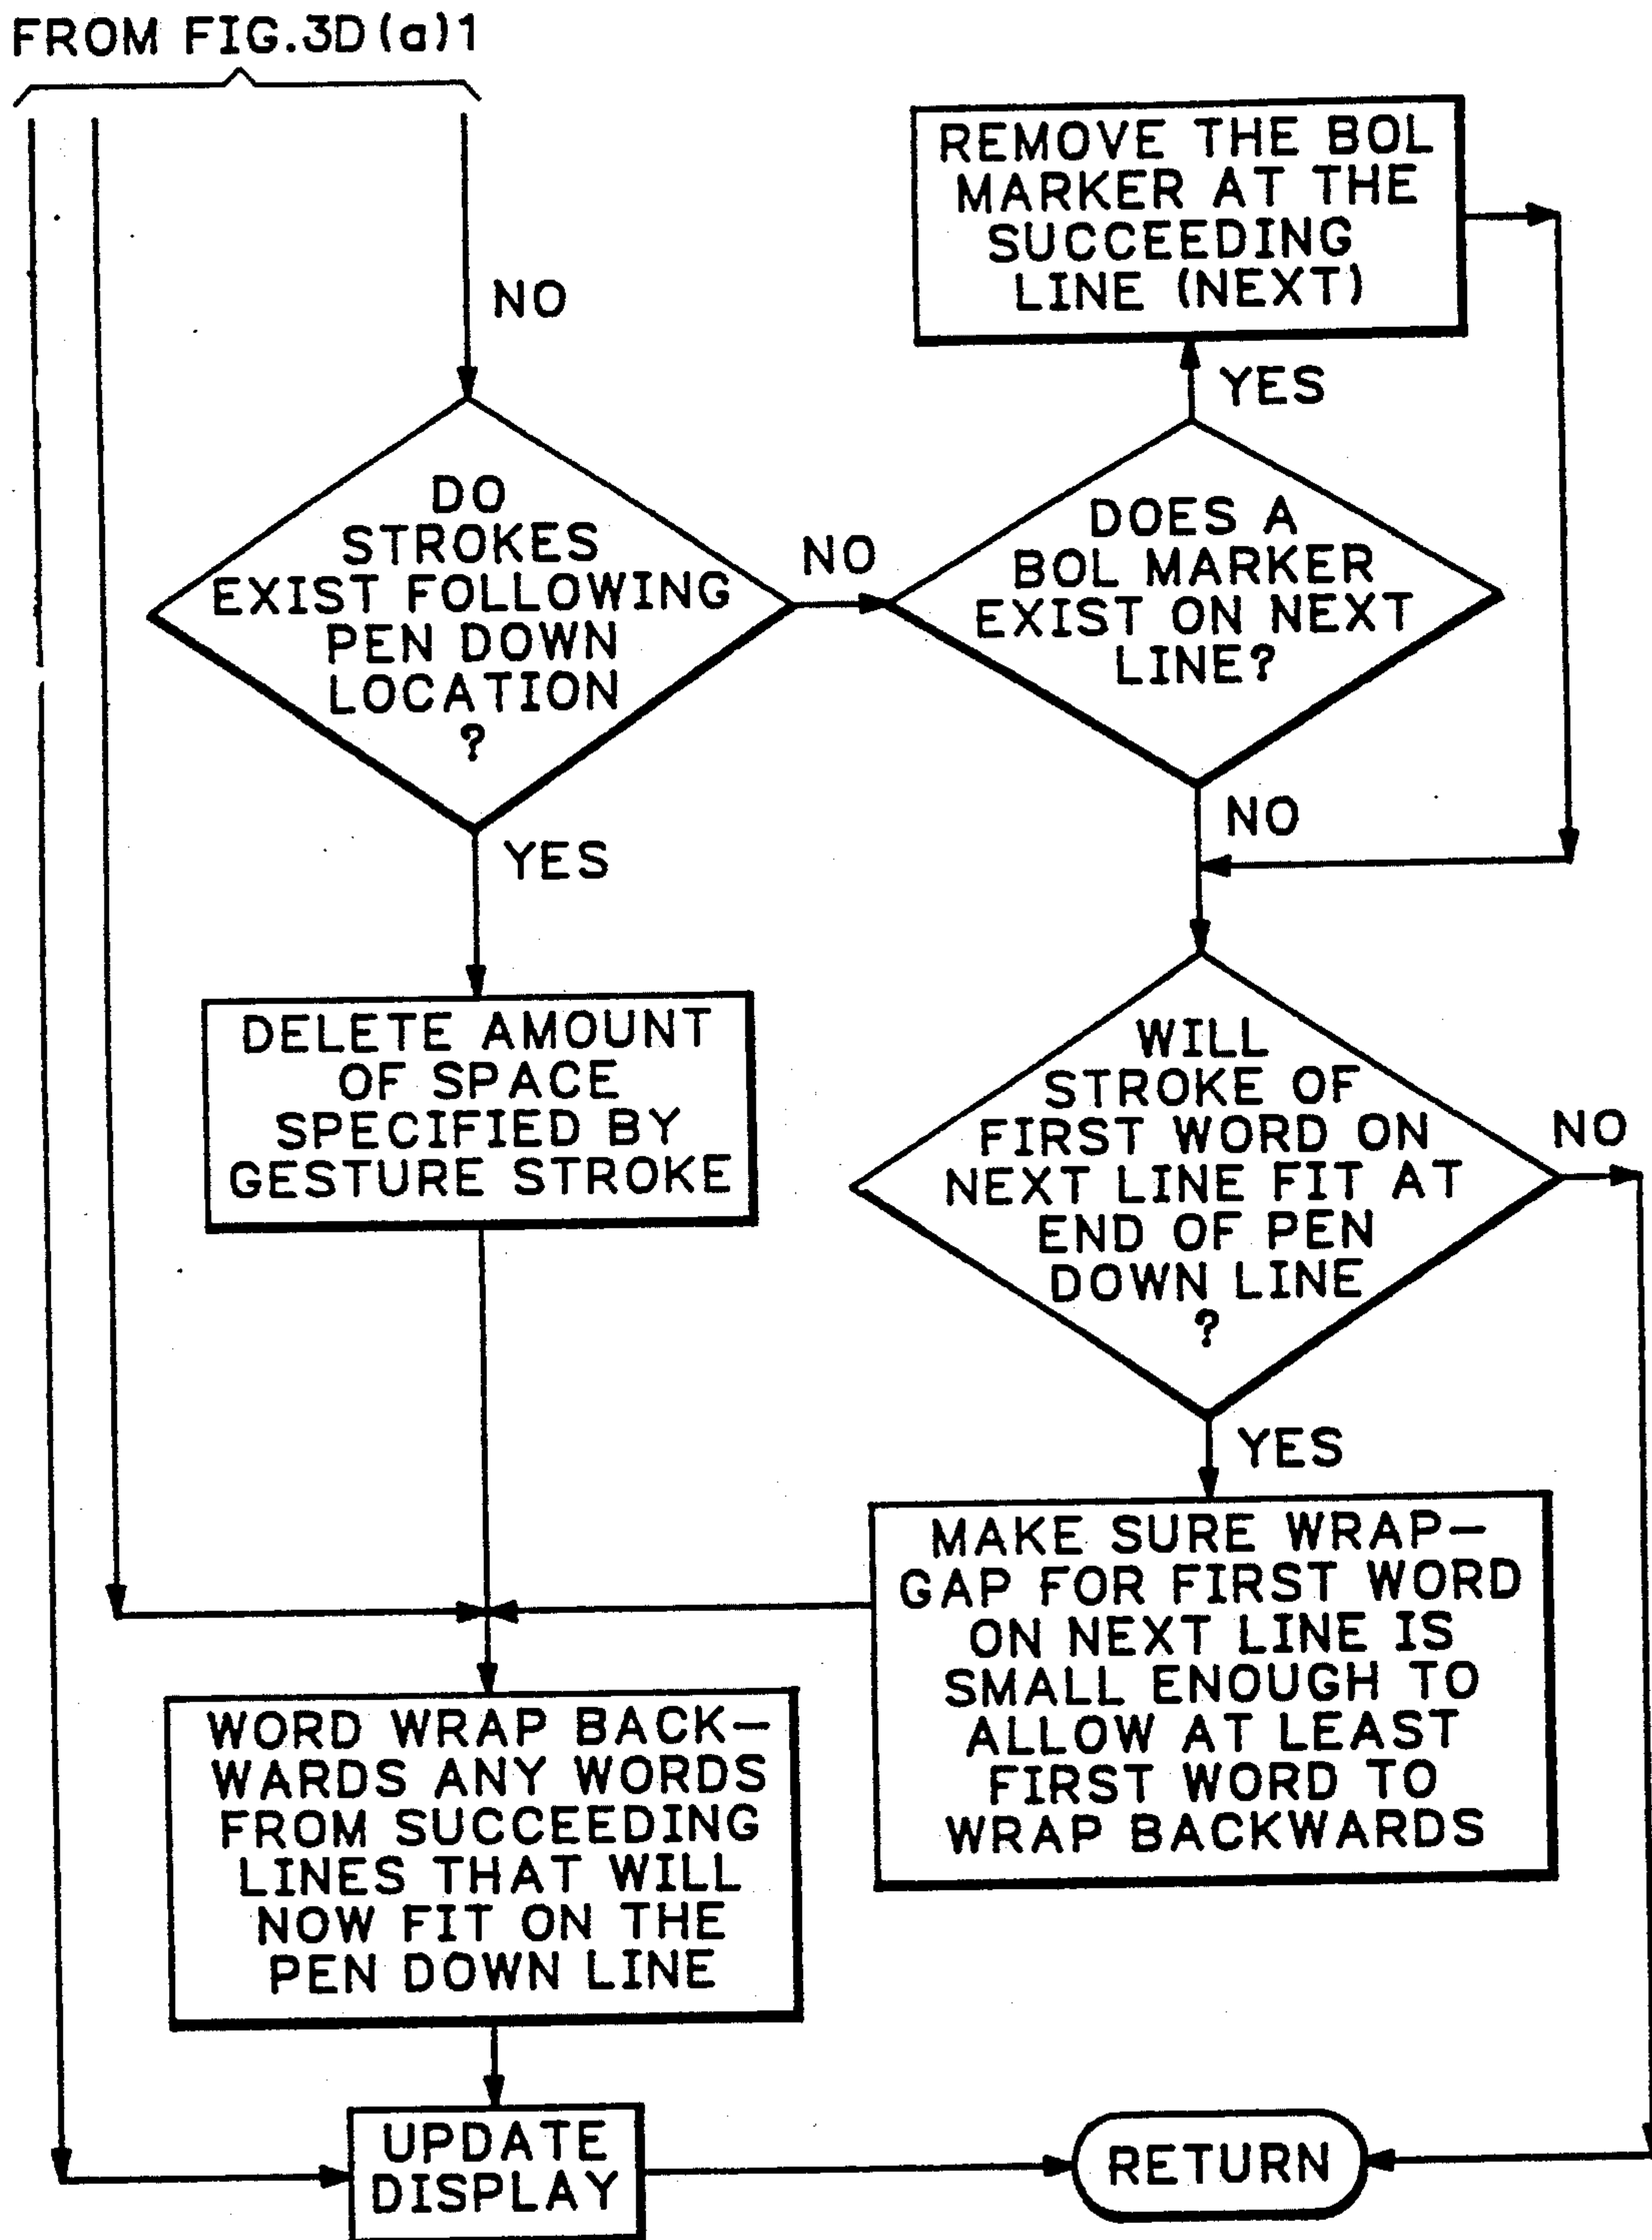 FROM FIG.3D(a)1
NO
DO
STROKES
EXIST FOLLOWING
PEN DOWN
LOCATION
?
NO
YES
DELETE AMOUNT
OF SPACE
SPECIFIED BY
GESTURE STROKE
REMOVE THE BOL
MARKER AT THE
SUCCEEDING
LINE (NEXT)
YES
DOES A
BOL MARKER
EXIST ON NEXT
LINE?
NO
WILL
STROKE OF
FIRST WORD ON
NEXT LINE FIT AT
END OF PEN
DOWN LINE
?
NO
YES
MAKE SURE WRAP-
GAP FOR FIRST WORD
ON NEXT LINE IS
SMALL ENOUGH TO
ALLOW AT LEAST
FIRST WORD TO
WRAP BACKWARDS
WORD WRAP BACK-
WARDS ANY WORDS
FROM SUCCEEDING
LINES THAT WILL
NOW FIT ON THE
PEN DOWN LINE
UPDATE
DISPLAY
RETURN